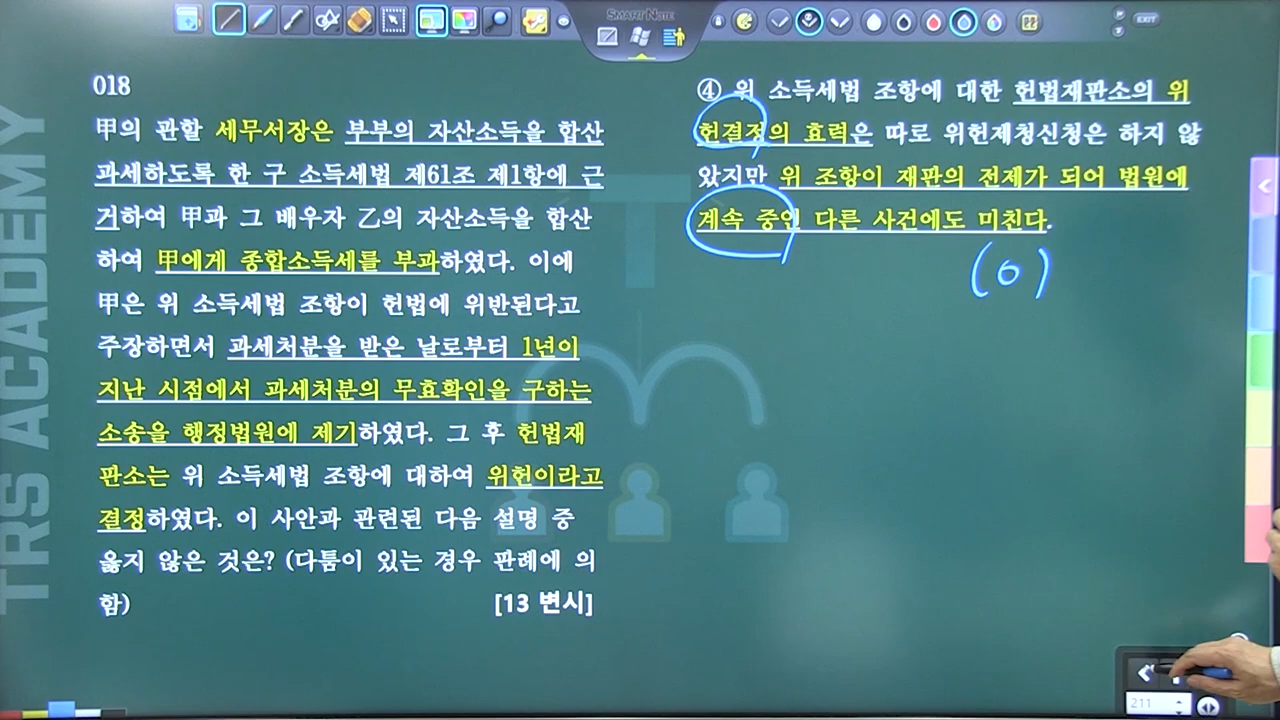 SMART NOTE
EXIT
018
甲의 관할 세무서장은 부부의 자산소득을 합산
과세하도록 한 구 소득세법 제61조 제1항에 근
거하여 甲과 그 배우자 乙의 자산소득을 합산
하여 甲에게 종합소득세를 부과하였다. 이에
甲은 위 소득세법 조항이 헌법에 위반된다고
주장하면서 과세처분을 받은 날로부터 1년이
지난 시점에서 과세처분의 무효확인을 구하는
소송을 행정법원에 제기하였다. 그 후 헌법재
판소는 위 소득세법 조항에 대하여 위헌이라고
결정하였다. 이 사안과 관련된 다음 설명 중
옳지 않은 것은? (다툼이 있는 경우 판례에 의
함)
[13 변시]
④ 위 소득세법 조항에 대한 헌법재판소의 위
헌결정의 효력은 따로 위헌제청신청은 하지 않
았지만 위 조항이 재판의 전제가 되어 법원에
계속 중인 다른 사건에도 미친다.
(o)
TRS ACADEMY
211